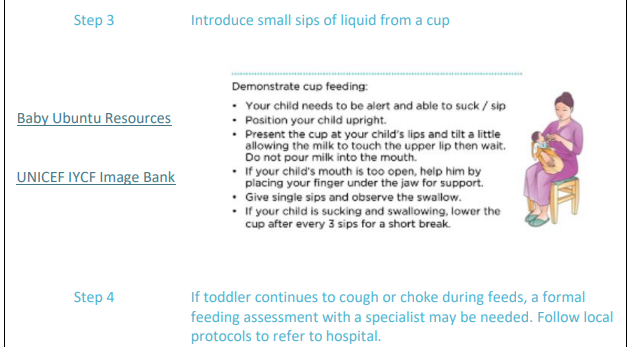 Step 3
Introduce small sips of liquid from a cup
Baby Ubuntu Resources
UNICEF IYCF Image Bank
Demonstrate cup feeding:
• Your child needs to be alert and able to suck / sip
• Position your child upright.
• Present the cup at your child's lips and tilt a little
allowing the milk to touch the upper lip then wait.
Do not pour milk into the mouth.
• If your child's mouth is too open, help him by
placing your finger under the jaw for support.
• Give single sips and observe the swallow.
• If your child is sucking and swallowing, lower the
cup after every 3 sips for a short break.
Step 4
If toddler continues to cough or choke during feeds, a formal
feeding assessment with a specialist may be needed. Follow local
protocols to refer to hospital.